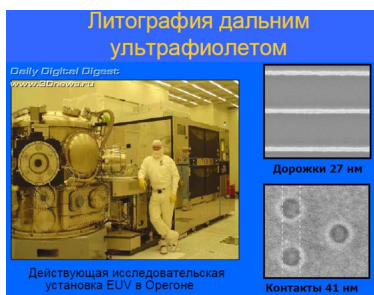 Литография дальним
ультрафиолетом
Daily Digital Digest
www.3dnews.ru
Дорожки 27 нм
Действующая исследовательская
установка EUV в Орегоне
Контакты 41 нм